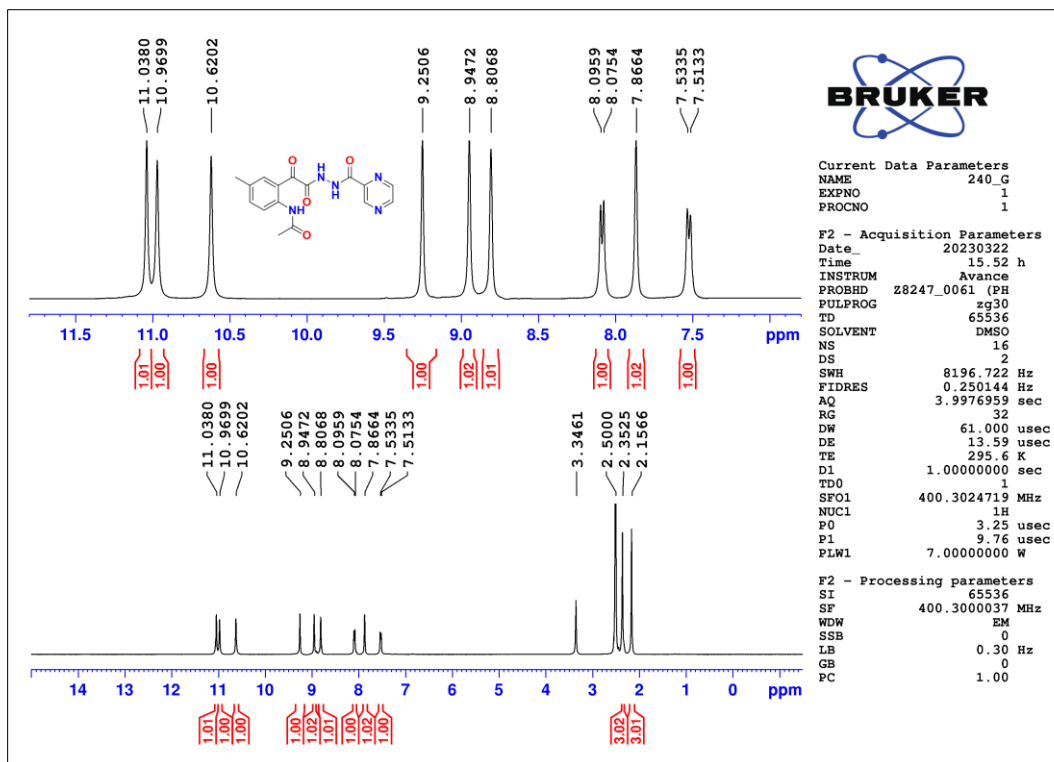 11.0380
10.9699
10.6202
9.2506
8.9472
8.8068
8.0959
8.0754
7.8664
7.5335
7.5133
O
H
N
O
N
O
N
H
N
N
NH
O
11.5 11.0 10.5 10.0 9.5 9.0 8.5 8.0 7.5 ppm
1.01
1.00
1.00
1.00
1.02
1.01
1.00
1.02
1.00
11.0380
10.9699
10.6202
9.2506
8.9472
8.8068
8.0959
8.0754
7.8664
7.5335
7.5133
3.3461
2.5000
2.3525
2.1566
14 13 12 11 10 9 8 7 6 5 4 3 2 1 0 ppm
1.01
1.00
1.00
1.00
1.02
1.01
1.00
1.02
1.00
3.02
3.01
BRUKER
Current Data Parameters
NAME 240_G
EXPNO 1
PROCNO 1
F2 - Acquisition Parameters
Date_ 20230322
Time 15.52 h
INSTRUM Avance
PROBHD Z8247_0061 (PH
PULPROG zg30
TD 65536
SOLVENT DMSO
NS 16
DS 2
SWH 8196.722 Hz
FIDRES 0.250144 Hz
AQ 3.9976959 sec
RG 32
DW 61.000 usec
DE 13.59 usec
TE 295.6 K
D1 1.00000000 sec
TD0 1
SFO1 400.3024719 MHz
NUC1 1H
P0 3.25 usec
P1 9.76 usec
PLW1 7.00000000 W
F2 - Processing parameters
SI 65536
SF 400.3000037 MHz
WDW EM
SSB 0
LB 0.30 Hz
GB 0
PC 1.00